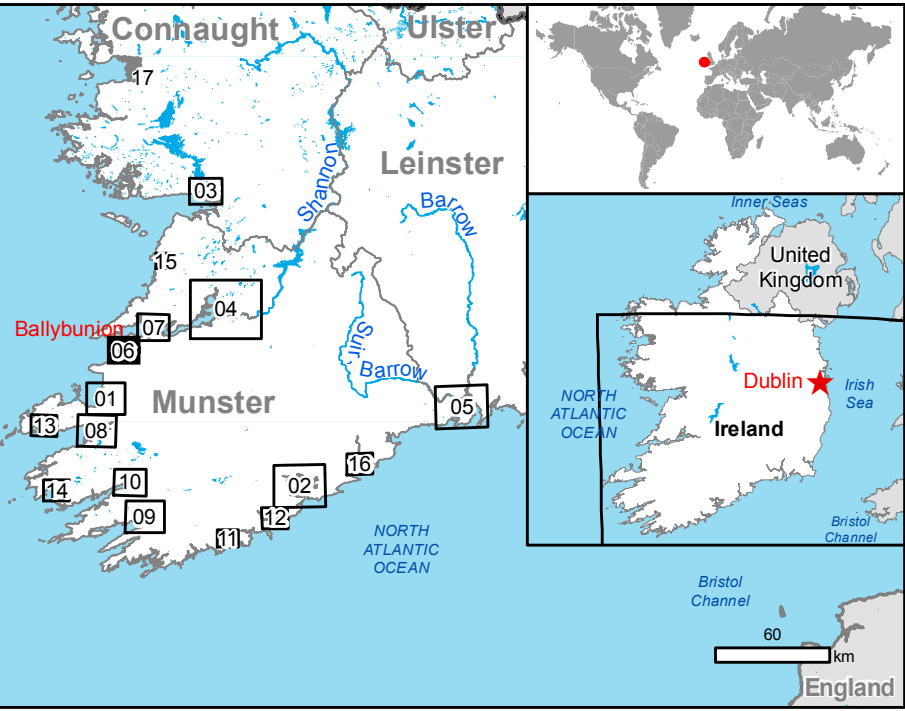 Connaught
Ulster
17
Leinster
03
Shannon
Barrow
15
04
Ballybunion
07
06
Suir,
Barrow
01
Munster
05
13
08
16
10
02
14
09
12
11
NORTH
ATLANTIC
OCEAN
Inner Seas
United
Kingdom
Dublin
Irish
Sea
NORTH
ATLANTIC
OCEAN
Ireland
Bristol
Channel
Bristol
Channel
60
km
England